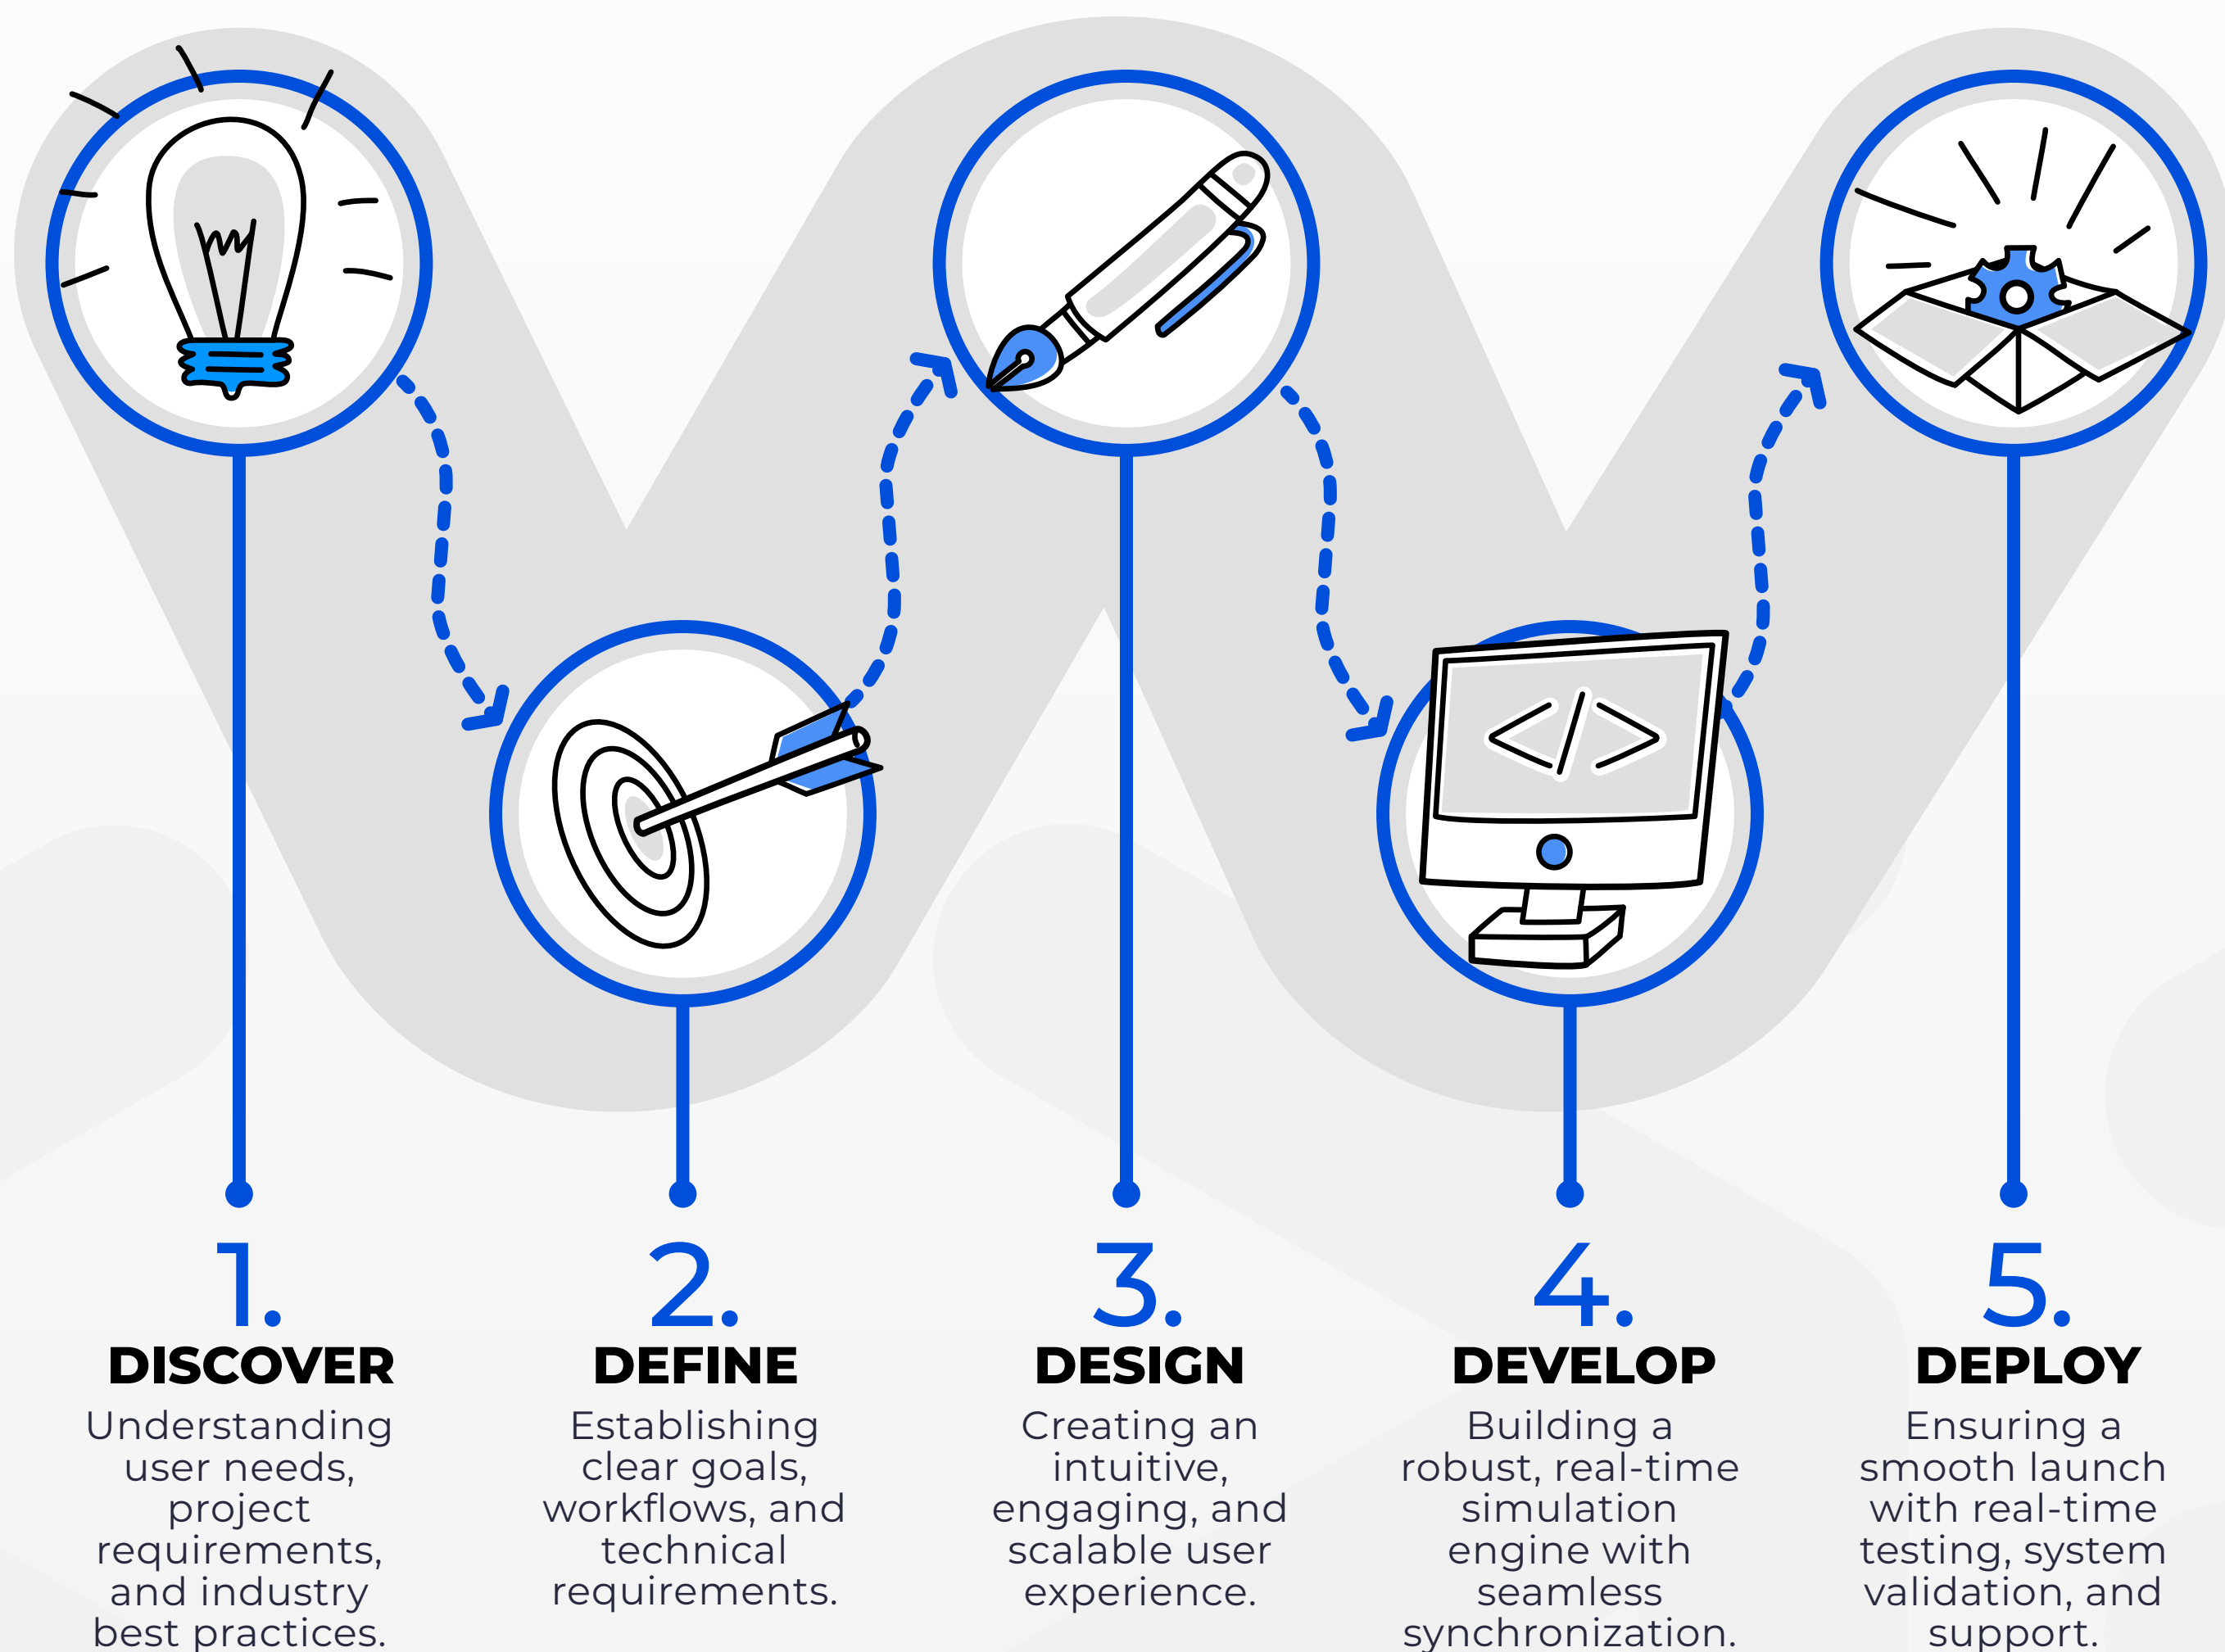 1.
DISCOVER
Understanding
user needs,
project
requirements,
and industry
best practices.
2.
DEFINE
Establishing
clear goals,
workflows, and
technical
requirements.
3.
DESIGN
Creating an
intuitive,
engaging, and
scalable user
experience.
</>
4.
DEVELOP
Building a
robust, real-time
simulation
engine with
seamless
synchronization.
5.
DEPLOY
Ensuring a
smooth launch
with real-time
testing, system
validation, and
support.